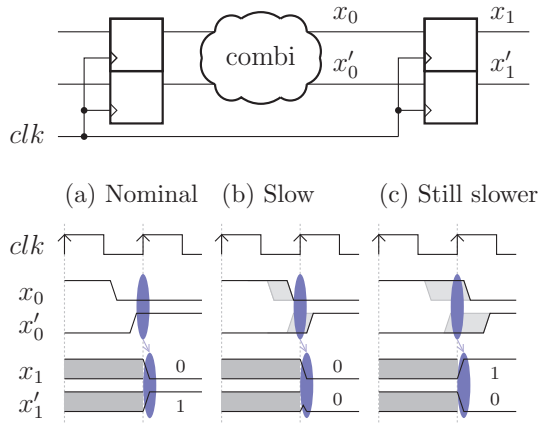 x₀ x₁
combi
x′₀ x′₁
clk
(a) Nominal (b) Slow (c) Still slower
clk
x₀
x′₀
x₁ 0 0 1
x′₁ 1 0 0